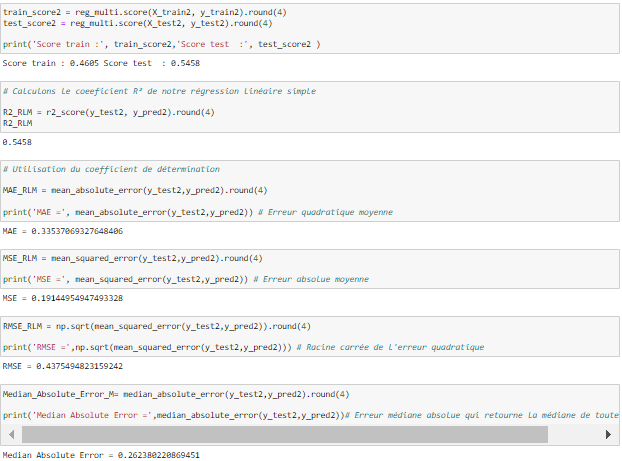 train_score2 = reg_multi.score(X_train2, y_train2).round(4)
test_score2 = reg_multi.score(X_test2, y_test2).round(4)
print('Score train :', train_score2,'Score test  :', test_score2 )
Score train : 0.4605 Score test  : 0.5458
# Calculons le coeeficient R² de notre régression linéaire simple
R2_RLM = r2_score(y_test2, y_pred2).round(4)
R2_RLM
0.5458
# Utilisation du coefficient de détermination
MAE_RLM = mean_absolute_error(y_test2,y_pred2).round(4)
print('MAE =', mean_absolute_error(y_test2,y_pred2)) # Erreur quadratique moyenne
MAE = 0.33537069327648406
MSE_RLM = mean_squared_error(y_test2,y_pred2).round(4)
print('MSE =', mean_squared_error(y_test2,y_pred2)) # Erreur absolue moyenne
MSE = 0.19144954947493328
RMSE_RLM = np.sqrt(mean_squared_error(y_test2,y_pred2)).round(4)
print('RMSE =',np.sqrt(mean_squared_error(y_test2,y_pred2))) # Racine carrée de l'erreur quadratique
RMSE = 0.4375494823159242
Median_Absolute_Error_M= median_absolute_error(y_test2,y_pred2).round(4)
print('Median Absolute Error =',median_absolute_error(y_test2,y_pred2))# Erreur médiane absolue qui retourne la médiane de toute
Median Absolute Error = 0.262380220869451